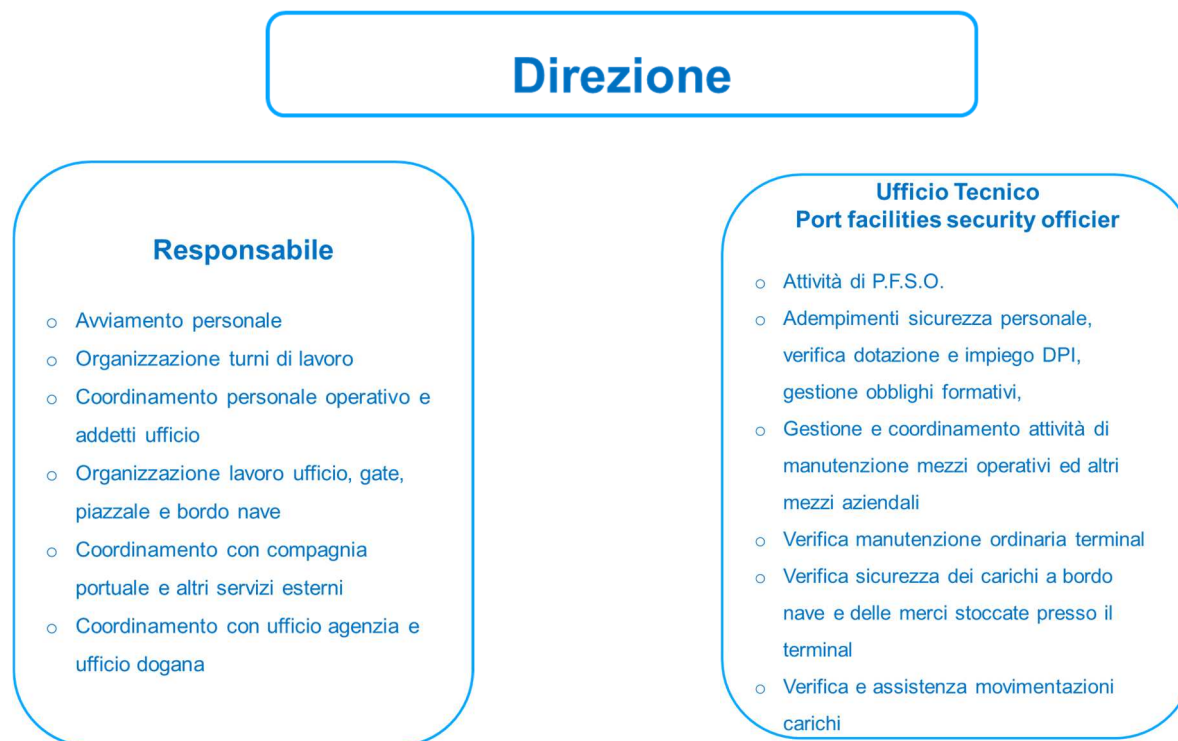 Direzione
Responsabile
o Avviamento personale
o Organizzazione turni di lavoro
o Coordinamento personale operativo e
addetti ufficio
o Organizzazione lavoro ufficio, gate,
piazzale e bordo nave
o Coordinamento con compagnia
portuale e altri servizi esterni
o Coordinamento con ufficio agenzia e
ufficio dogana
Ufficio Tecnico
Port facilities security officier
o Attività di P.F.S.O.
o Adempimenti sicurezza personale,
verifica dotazione e impiego DPI,
gestione obblighi formativi,
o Gestione e coordinamento attività di
manutenzione mezzi operativi ed altri
mezzi aziendali
o Verifica manutenzione ordinaria terminal
o Verifica sicurezza dei carichi a bordo
nave e delle merci stoccate presso il
terminal
o Verifica e assistenza movimentazioni
carichi